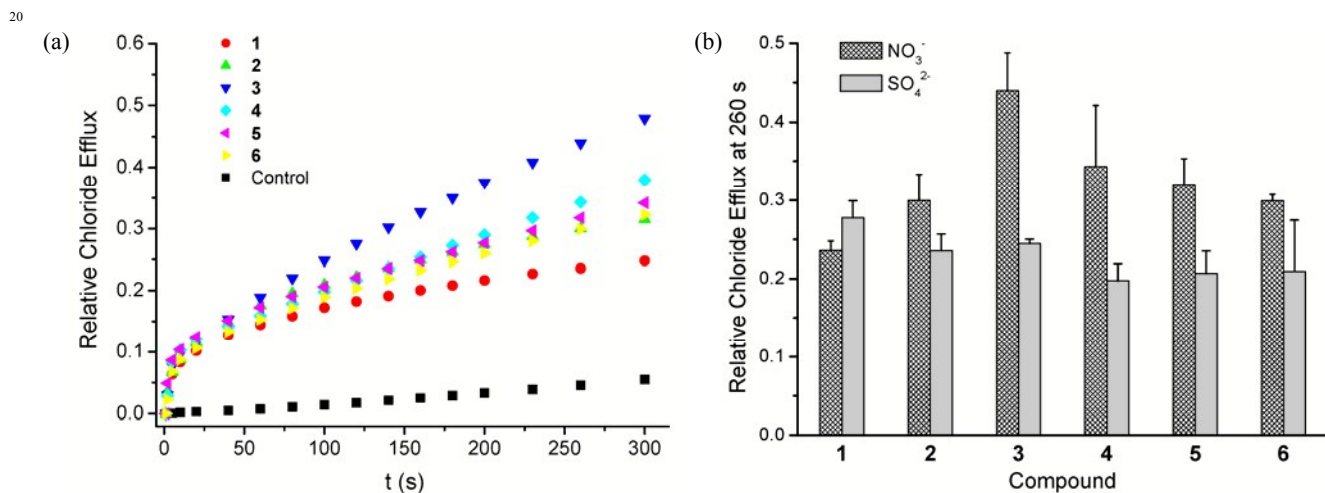 20
(a)
0.6
0.5
0.4
0.3
0.2
0.1
0.0
Relative Chloride Efflux
1
2
3
4
5
6
Control
0 50 100 150 200 250 300
t (s)
(b)
0.5
0.4
0.3
0.2
0.1
0.0
Relative Chloride Efflux at 260 s
NO₃⁻
SO₄²⁻
1 2 3 4 5 6
Compound